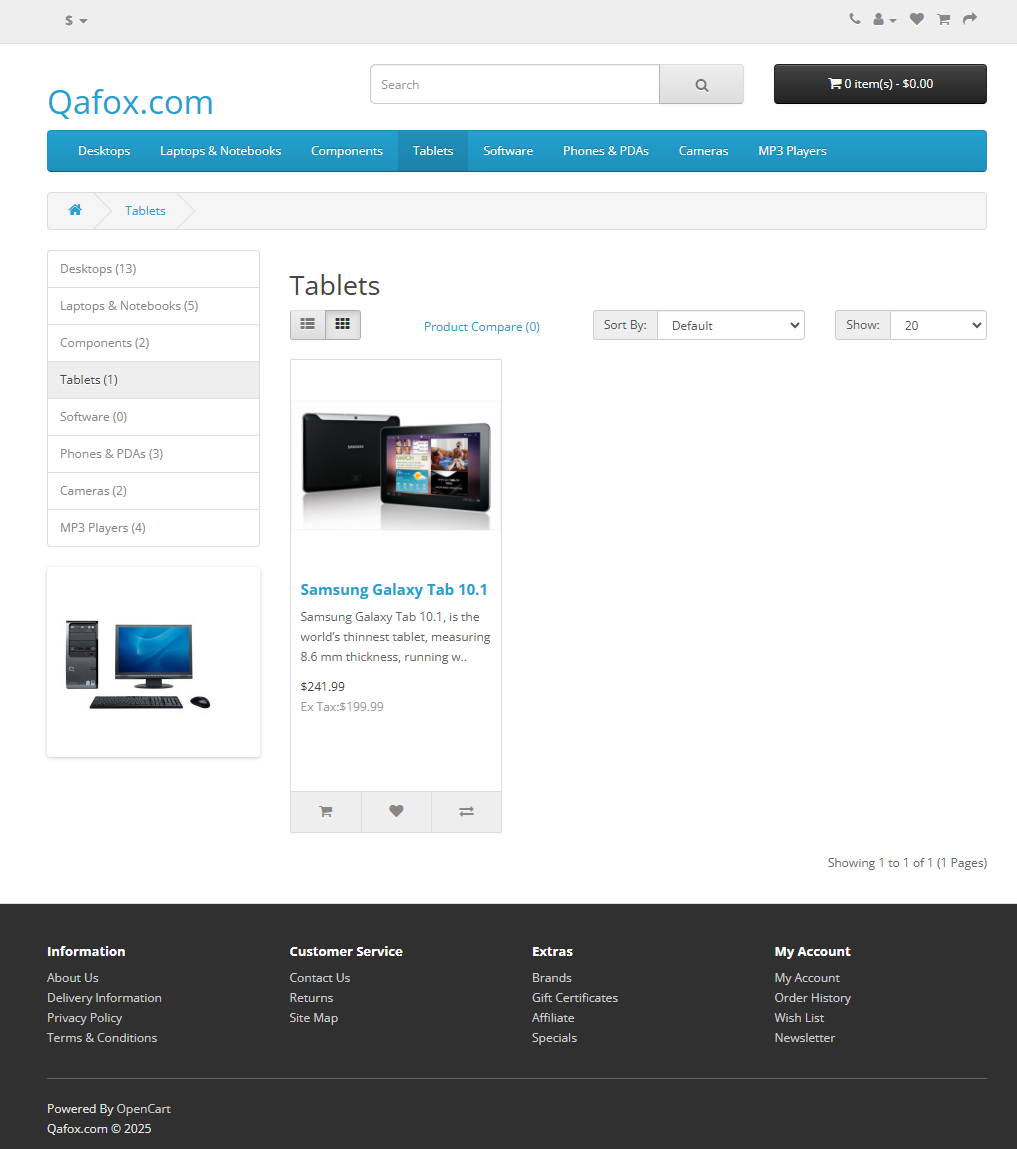 $
Search
0 item(s) - $0.00
Qafox.com
Desktops Laptops & Notebooks Components Tablets Software Phones & PDAs Cameras MP3 Players
Tablets
Desktops (13)
Laptops & Notebooks (5)
Components (2)
Tablets (1)
Software (0)
Phones & PDAs (3)
Cameras (2)
MP3 Players (4)
Tablets
Product Compare (0)
Sort By: Default
Show: 20
SAMSUNG
Samsung Galaxy Tab 10.1
Samsung Galaxy Tab 10.1, is the
world’s thinnest tablet, measuring
8.6 mm thickness, running w..
$241.99
Ex Tax:$199.99
Showing 1 to 1 of 1 (1 Pages)
Information
About Us
Delivery Information
Privacy Policy
Terms & Conditions
Customer Service
Contact Us
Returns
Site Map
Extras
Brands
Gift Certificates
Affiliate
Specials
My Account
My Account
Order History
Wish List
Newsletter
Powered By OpenCart
Qafox.com © 2025